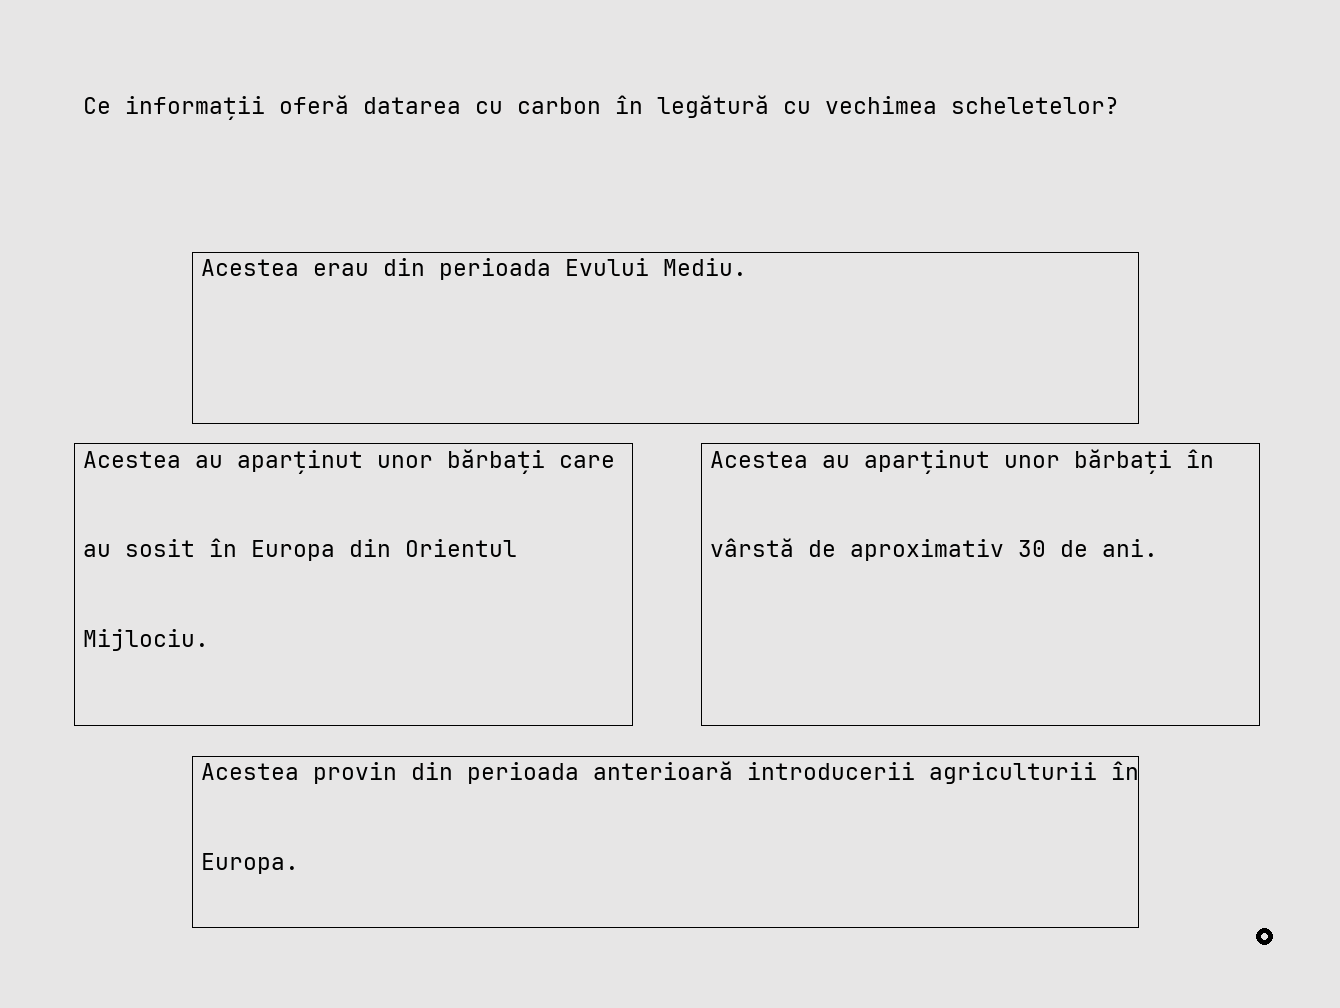 Ce informații oferă datarea cu carbon în legătură cu vechimea scheletelor?
Acestea erau din perioada Evului Mediu.
Acestea au aparținut unor bărbați care
au sosit în Europa din Orientul
Mijlociu.
Acestea au aparținut unor bărbați în
vârstă de aproximativ 30 de ani.
Acestea provin din perioada anterioară introducerii agriculturii în
Europa.